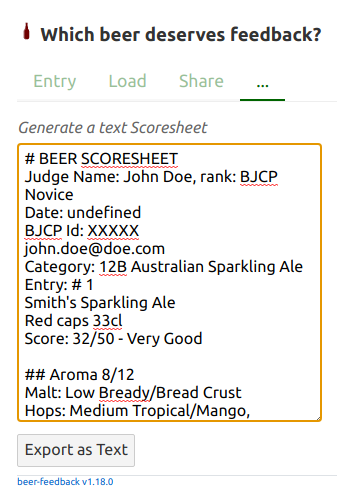 Which beer deserves feedback?
Entry Load Share ...
Generate a text Scoresheet
# BEER SCORESHEET
Judge Name: John Doe, rank: BJCP
Novice
Date: undefined
BJCP Id: XXXXX
john.doe@doe.com
Category: 12B Australian Sparkling Ale
Entry: # 1
Smith's Sparkling Ale
Red caps 33cl
Score: 32/50 - Very Good
## Aroma 8/12
Malt: Low Bready/Bread Crust
Hops: Medium Tropical/Mango,
Export as Text
beer-feedback v1.18.0